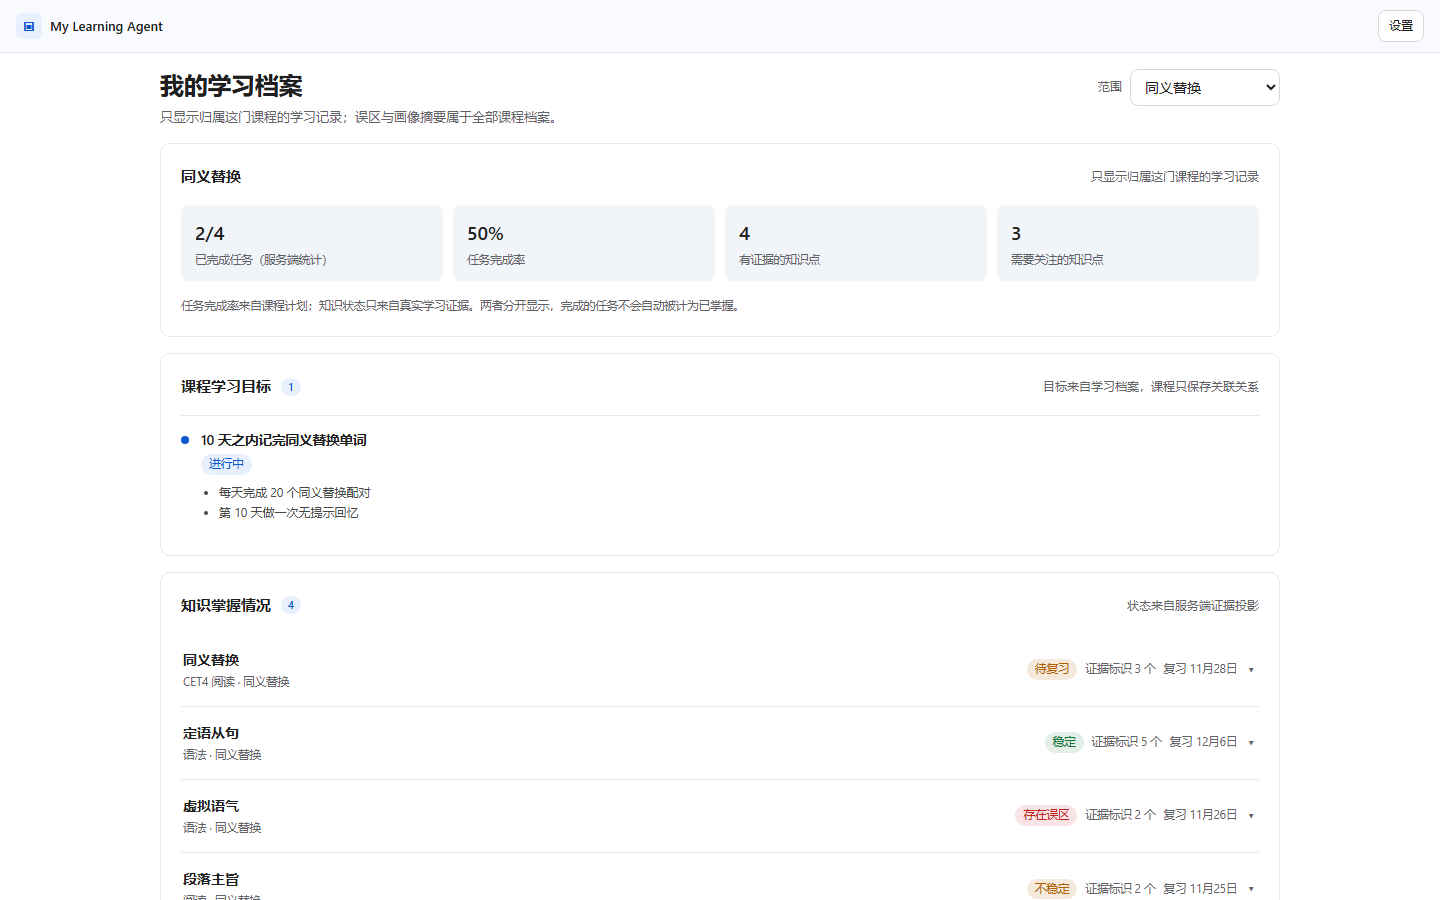 My Learning Agent
设置
我的学习档案
范围
同义替换
只显示归属这门课程的学习记录；误区与画像摘要属于全部课程档案。
同义替换
只显示归属这门课程的学习记录
2/4
已完成任务（服务端统计）
50%
任务完成率
4
有证据的知识点
3
需要关注的知识点
任务完成率来自课程计划；知识状态只来自真实学习证据。两者分开显示，完成的任务不会自动被计为已掌握。
课程学习目标 1
目标来自学习档案，课程只保存关联关系
10 天之内记完同义替换单词
进行中
• 每天完成 20 个同义替换配对
• 第 10 天做一次无提示回忆
知识掌握情况 4
状态来自服务端证据投影
同义替换
CET4 阅读 · 同义替换
待复习 证据标识 3 个 复习 11月28日
定语从句
语法 · 同义替换
稳定 证据标识 5 个 复习 12月6日
虚拟语气
语法 · 同义替换
存在误区 证据标识 2 个 复习 11月26日
段落主旨
阅读 · 同义替换
不稳定 证据标识 2 个 复习 11月25日